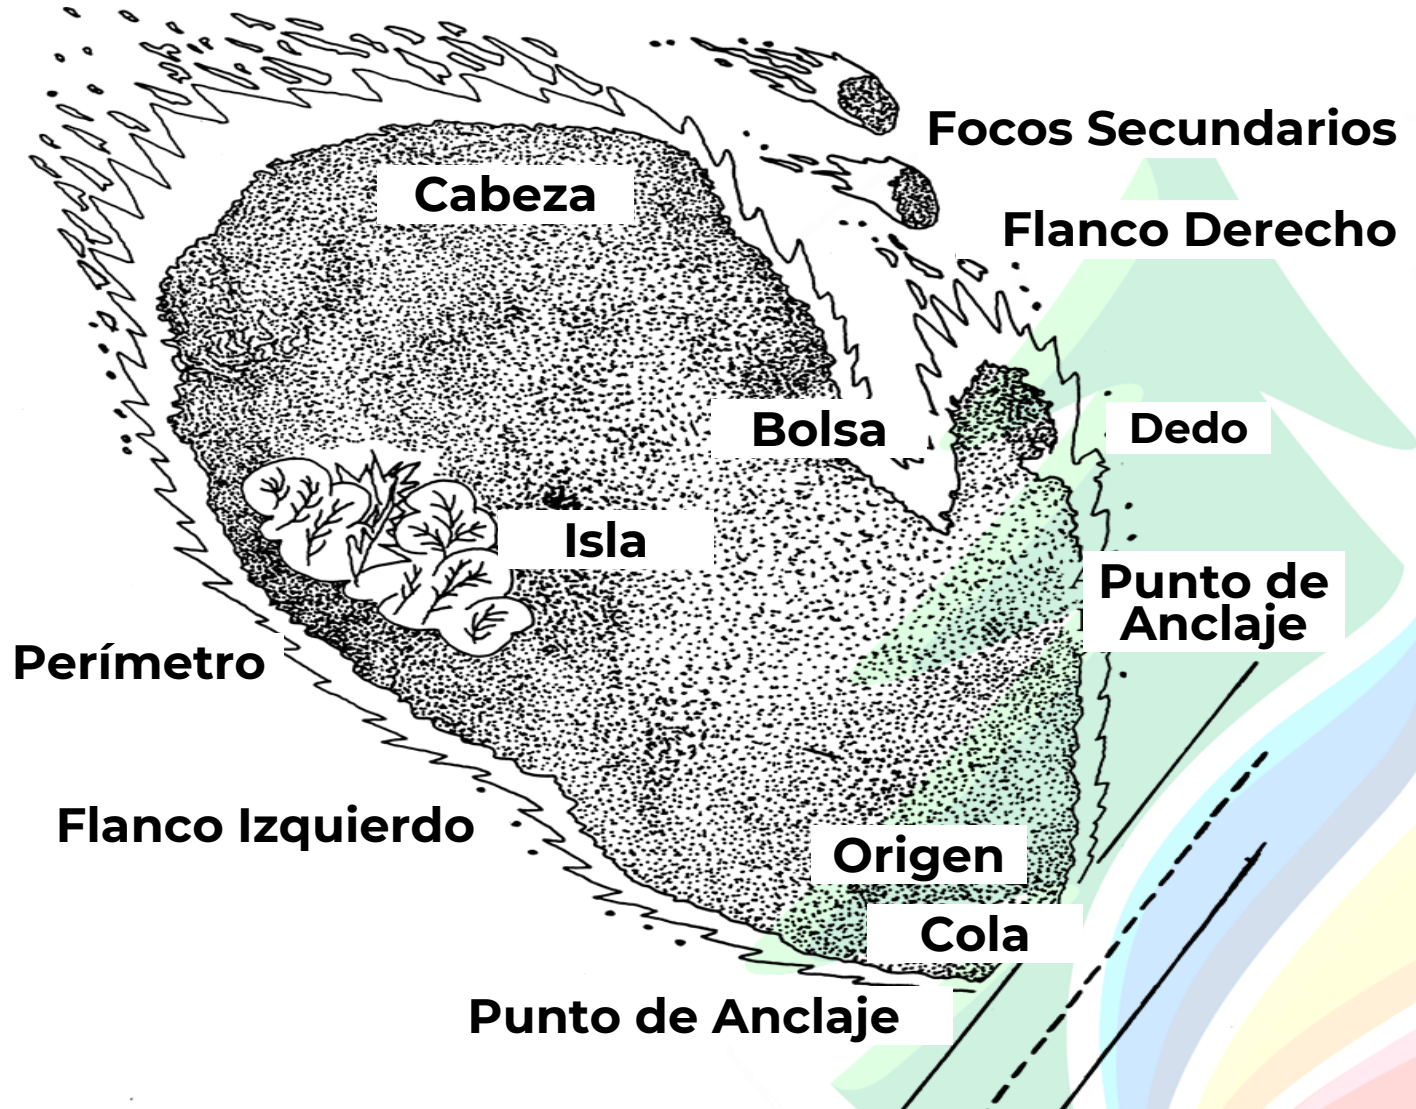 Focos Secundarios
Cabeza
Flanco Derecho
Bolsa
Dedo
Isla
Punto de
Anclaje
Perímetro
Flanco Izquierdo
Origen
Cola
Punto de Anclaje